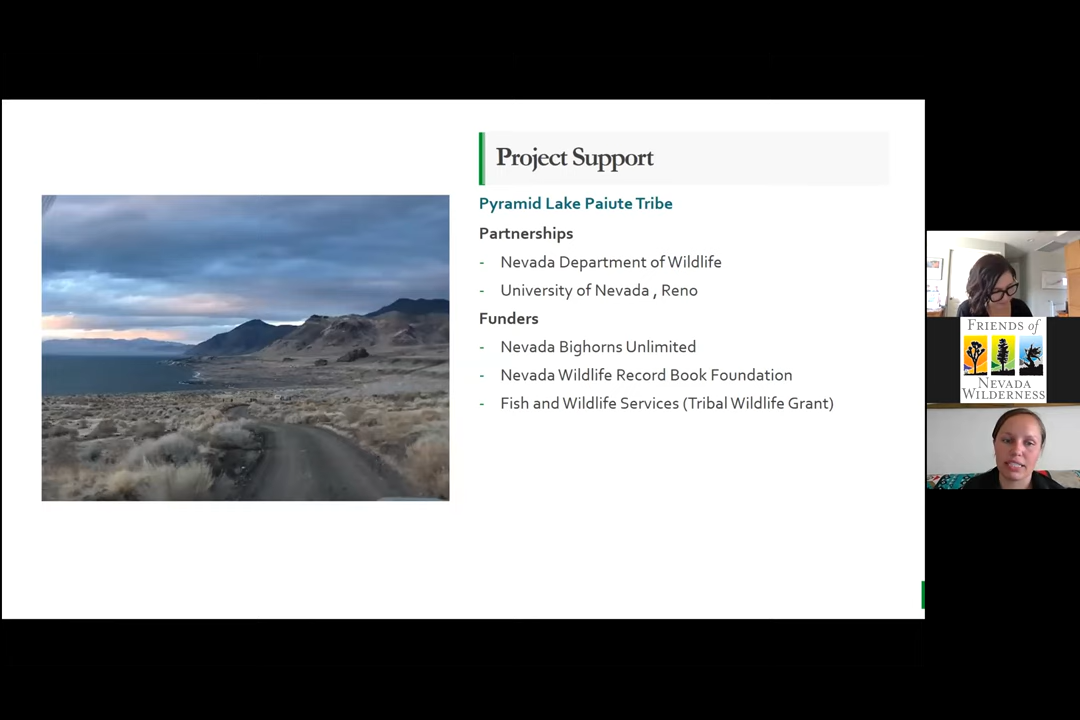 Project Support
Pyramid Lake Paiute Tribe
Partnerships
- Nevada Department of Wildlife
- University of Nevada , Reno
Funders
- Nevada Bighorns Unlimited
- Nevada Wildlife Record Book Foundation
- Fish and Wildlife Services (Tribal Wildlife Grant)
FRIENDS of
NEVADA
WILDERNESS